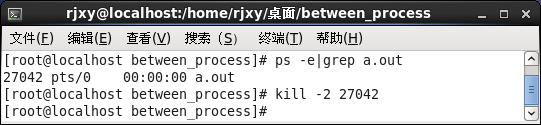 rjxy@localhost:/home/rjxy/桌面/between_process
文件(F) 编辑(E) 查看(V) 搜索(S) 终端(T) 帮助(H)
[root@localhost between_process]# ps -e|grep a.out
27042 pts/0    00:00:00 a.out
[root@localhost between_process]# kill -2 27042
[root@localhost between_process]#